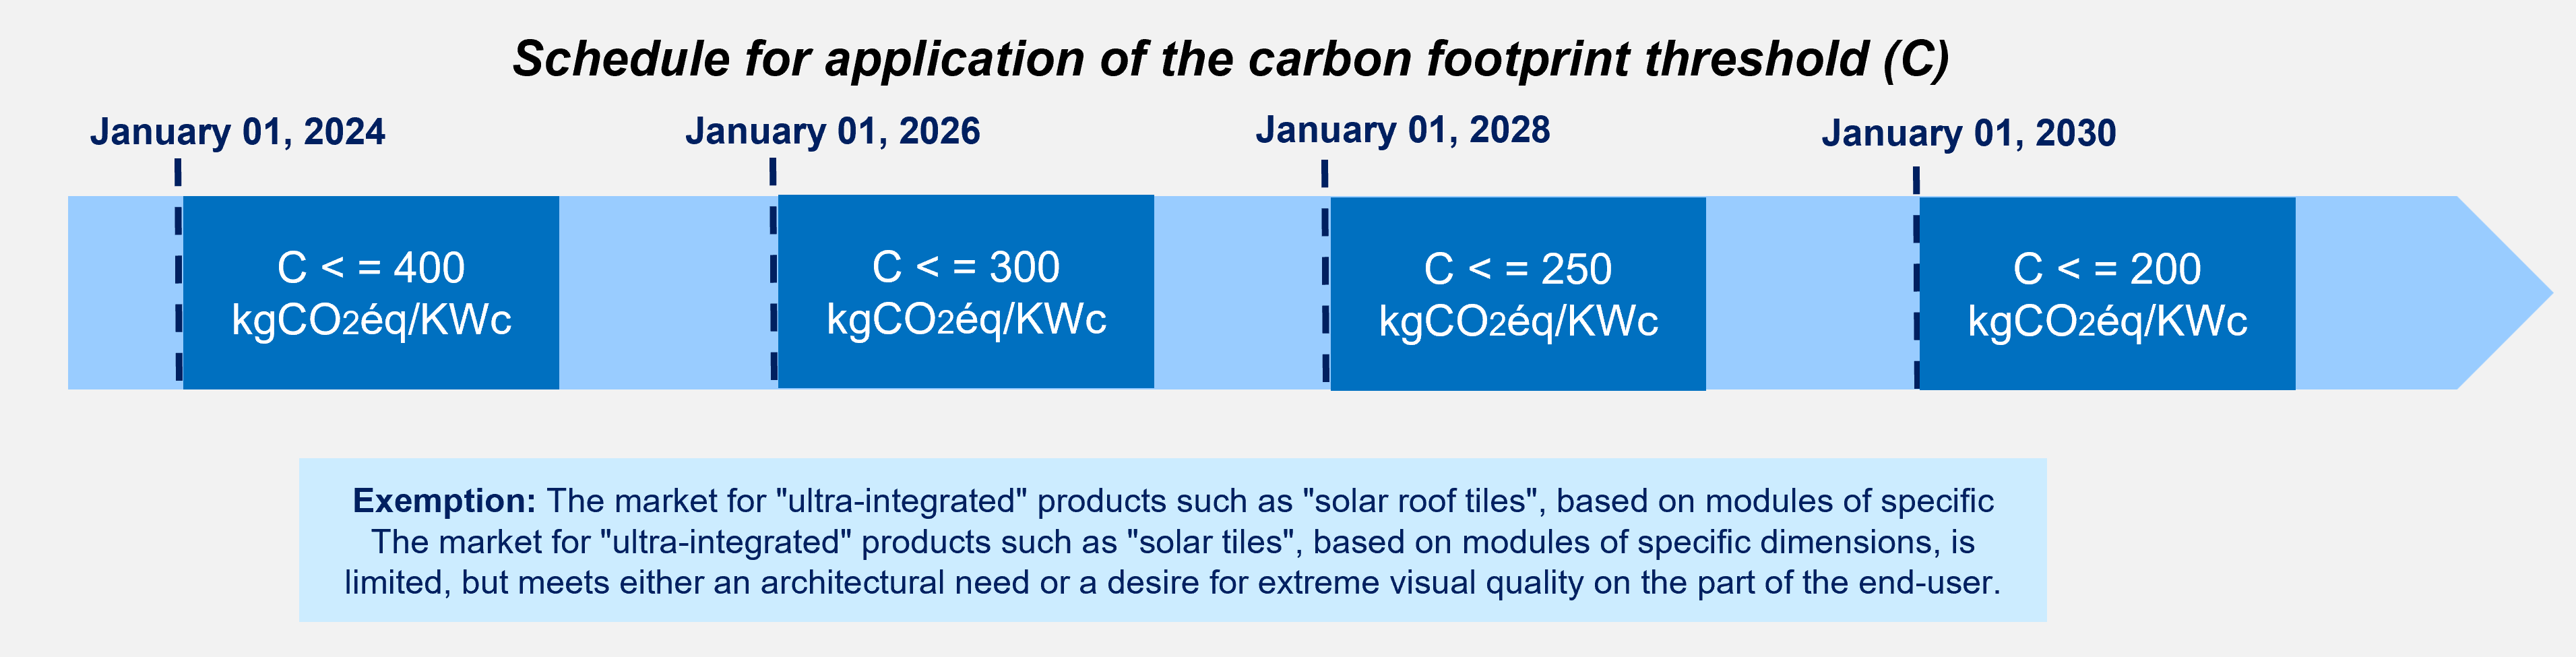 Schedule for application of the carbon footprint threshold (C)
January 01, 2024
January 01, 2026
January 01, 2028
January 01, 2030
C < = 400
kgCO2éq/KWc
C < = 300
kgCO2éq/KWc
C < = 250
kgCO2éq/KWc
C < = 200
kgCO2éq/KWc
Exemption: The market for "ultra-integrated" products such as "solar roof tiles", based on modules of specific
The market for "ultra-integrated" products such as "solar tiles", based on modules of specific dimensions, is
limited, but meets either an architectural need or a desire for extreme visual quality on the part of the end-user.